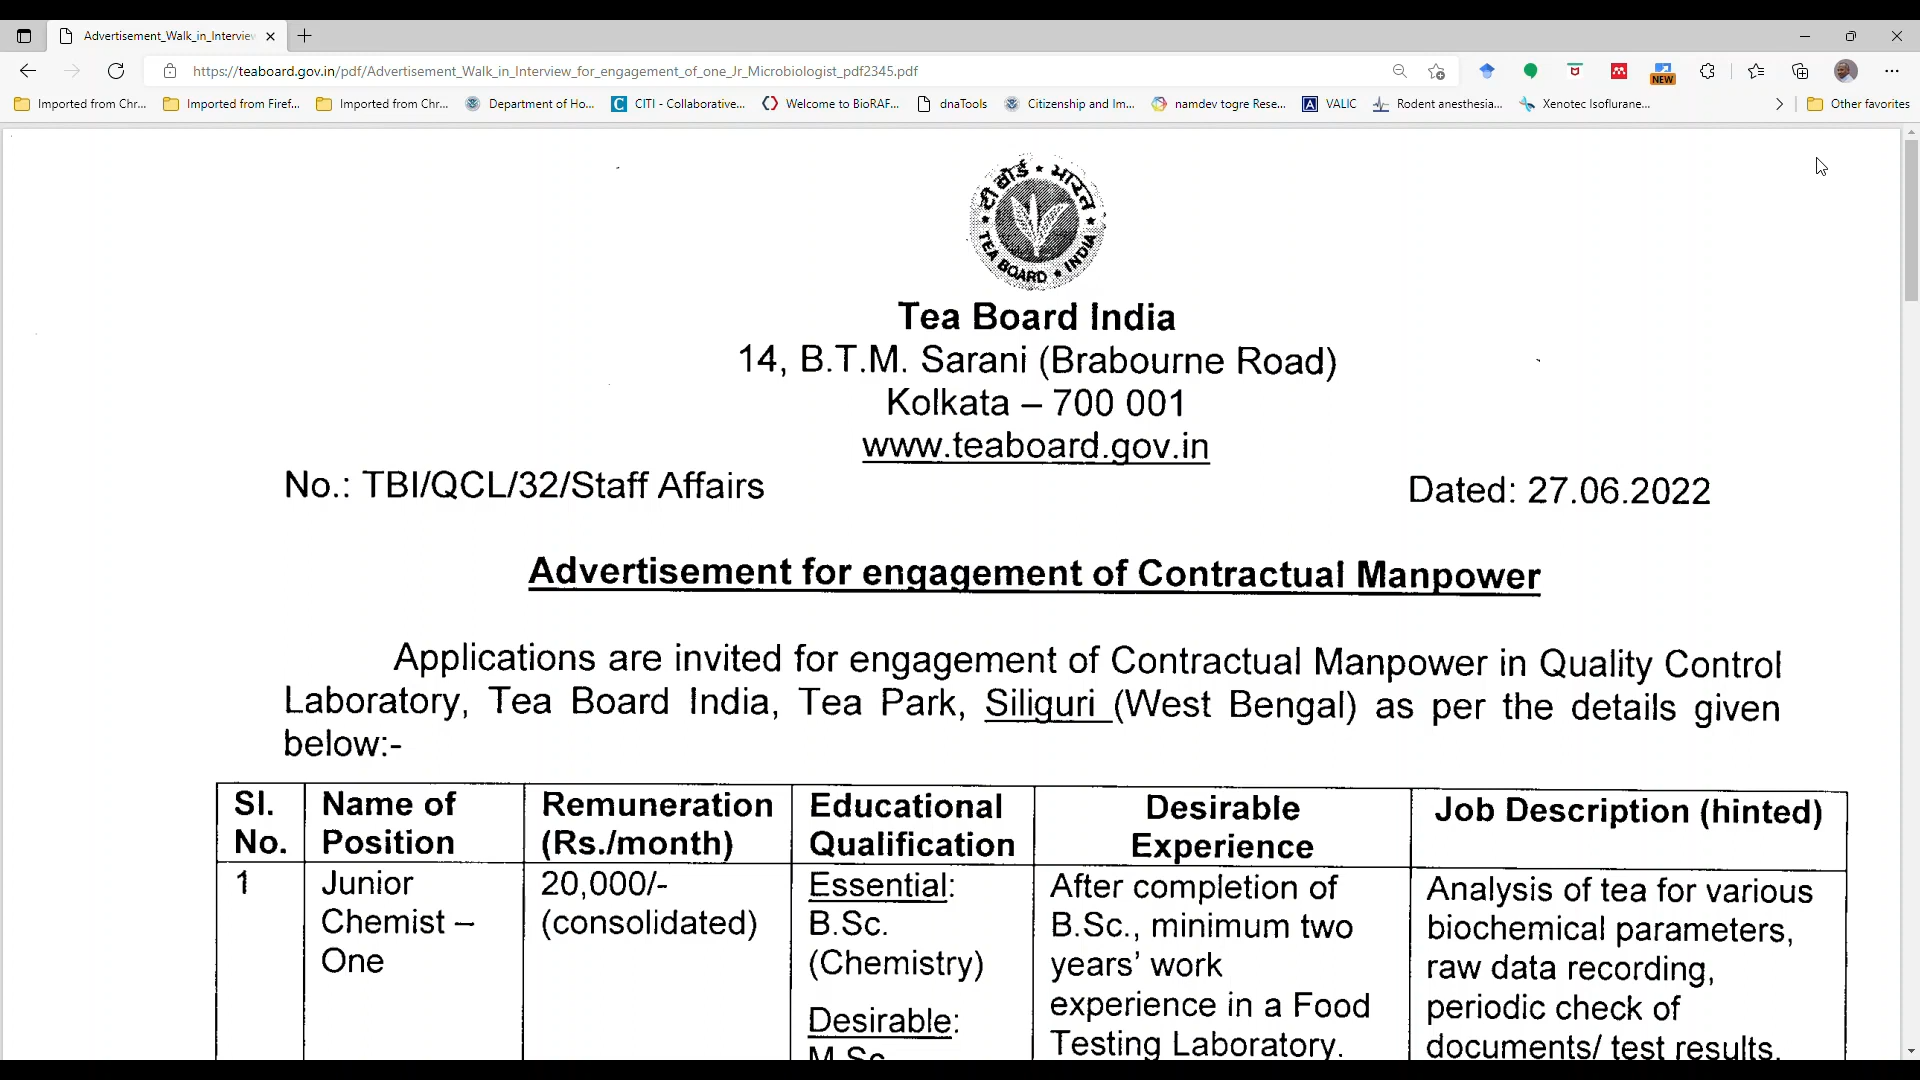 Advertisement_Walk_in_Interview
https://teaboard.gov.in/pdf/Advertisement_Walk_in_Interview_for_engagement_of_one_Jr_Microbiologist_pdf2345.pdf
NEW
Imported from Chr...
Imported from Firef...
Imported from Chr...
Department of Ho...
CITI - Collaborative...
Welcome to BioRAF...
dnaTools
Citizenship and Im...
namdev togre Rese...
VALIC
Rodent anesthesia...
Xenotec Isoflurane...
Other favorites
टी बोर्ड * भारत
TEA BOARD * INDIA
Tea Board India
14, B.T.M. Sarani (Brabourne Road)
Kolkata – 700 001
www.teaboard.gov.in
No.: TBI/QCL/32/Staff Affairs
Dated: 27.06.2022
Advertisement for engagement of Contractual Manpower
Applications are invited for engagement of Contractual Manpower in Quality Control
Laboratory, Tea Board India, Tea Park, Siliguri (West Bengal) as per the details given
below:-
Sl. No.
Name of Position
Remuneration (Rs./month)
Educational Qualification
Desirable Experience
Job Description (hinted)
1
Junior
Chemist –
One
20,000/-
(consolidated)
Essential:
B.Sc.
(Chemistry)
Desirable:
M.Sc.
After completion of
B.Sc., minimum two
years' work
experience in a Food
Testing Laboratory.
Analysis of tea for various
biochemical parameters,
raw data recording,
periodic check of
documents/ test results,